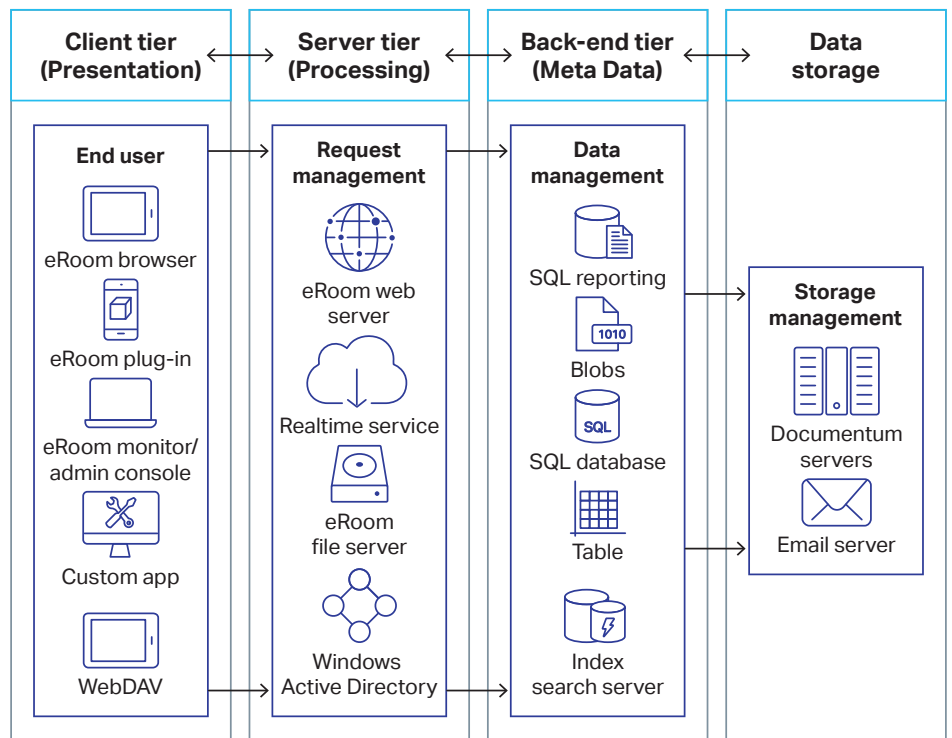 Client tier
(Presentation)
Server tier
(Processing)
Back-end tier
(Meta Data)
Data
storage
End user
eRoom browser
eRoom plug-in
eRoom monitor/
admin console
Custom app
WebDAV
Request
management
eRoom web
server
Realtime service
eRoom
file server
Windows
Active Directory
Data
management
SQL reporting
1010
Blobs
SQL
SQL database
Table
Index
search server
Storage
management
Documentum
servers
Email server